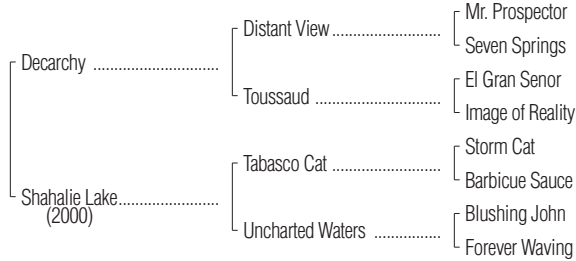 Mr. Prospector
Distant View
Seven Springs
Decarchy
El Gran Senor
Toussaud
Image of Reality
Storm Cat
Tabasco Cat
Barbicue Sauce
Shahalie Lake
(2000)
Blushing John
Uncharted Waters
Forever Waving